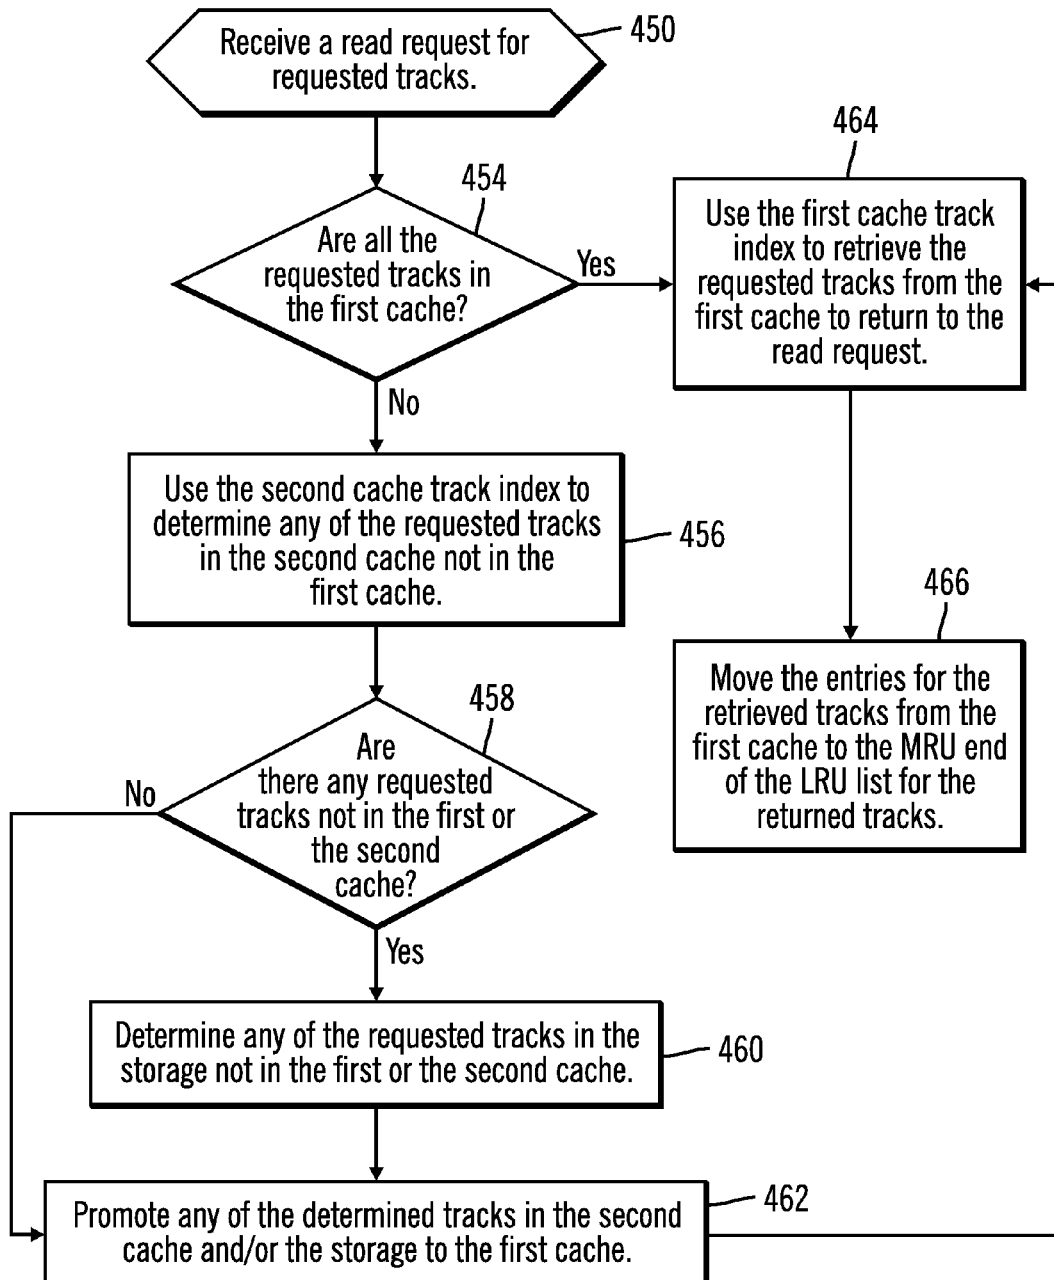 Receive a read request for
requested tracks.
450
454
Are all the
requested tracks in
the first cache?
Yes
No
464
Use the first cache track
index to retrieve the
requested tracks from the
first cache to return to the
read request.
Use the second cache track index to
determine any of the requested tracks
in the second cache not in the
first cache.
456
466
Move the entries for the
retrieved tracks from the
first cache to the MRU end
of the LRU list for the
returned tracks.
458
Are
there any requested
tracks not in the first or
the second
cache?
No
Yes
Determine any of the requested tracks in the
storage not in the first or the second cache.
460
Promote any of the determined tracks in the second
cache and/or the storage to the first cache.
462